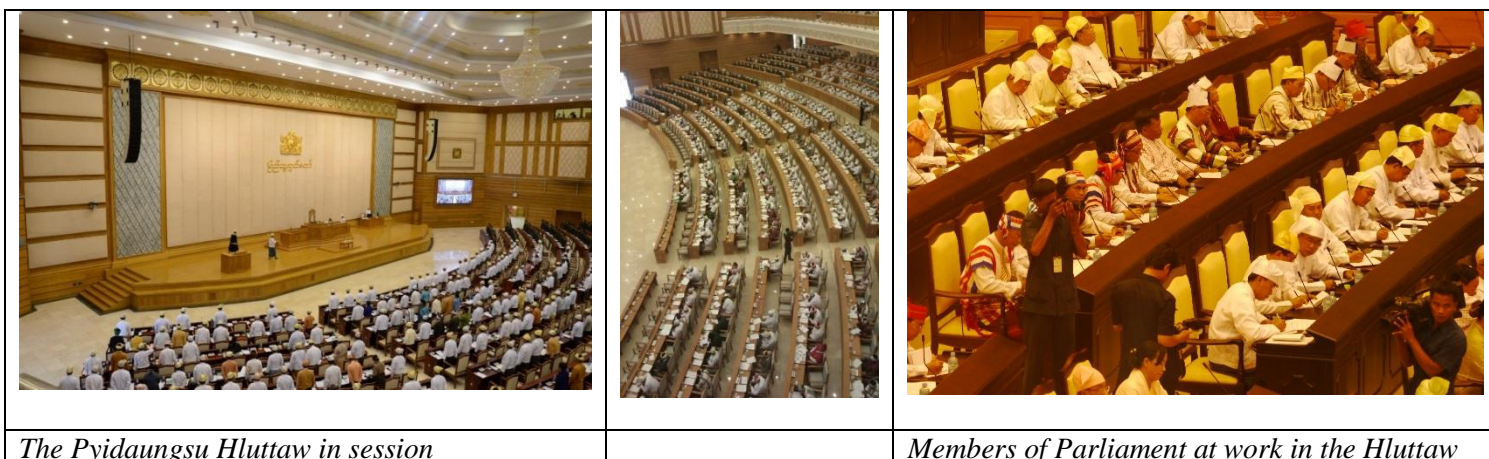 The Pyidaungsu Hluttaw in session
Members of Parliament at work in the Hluttaw